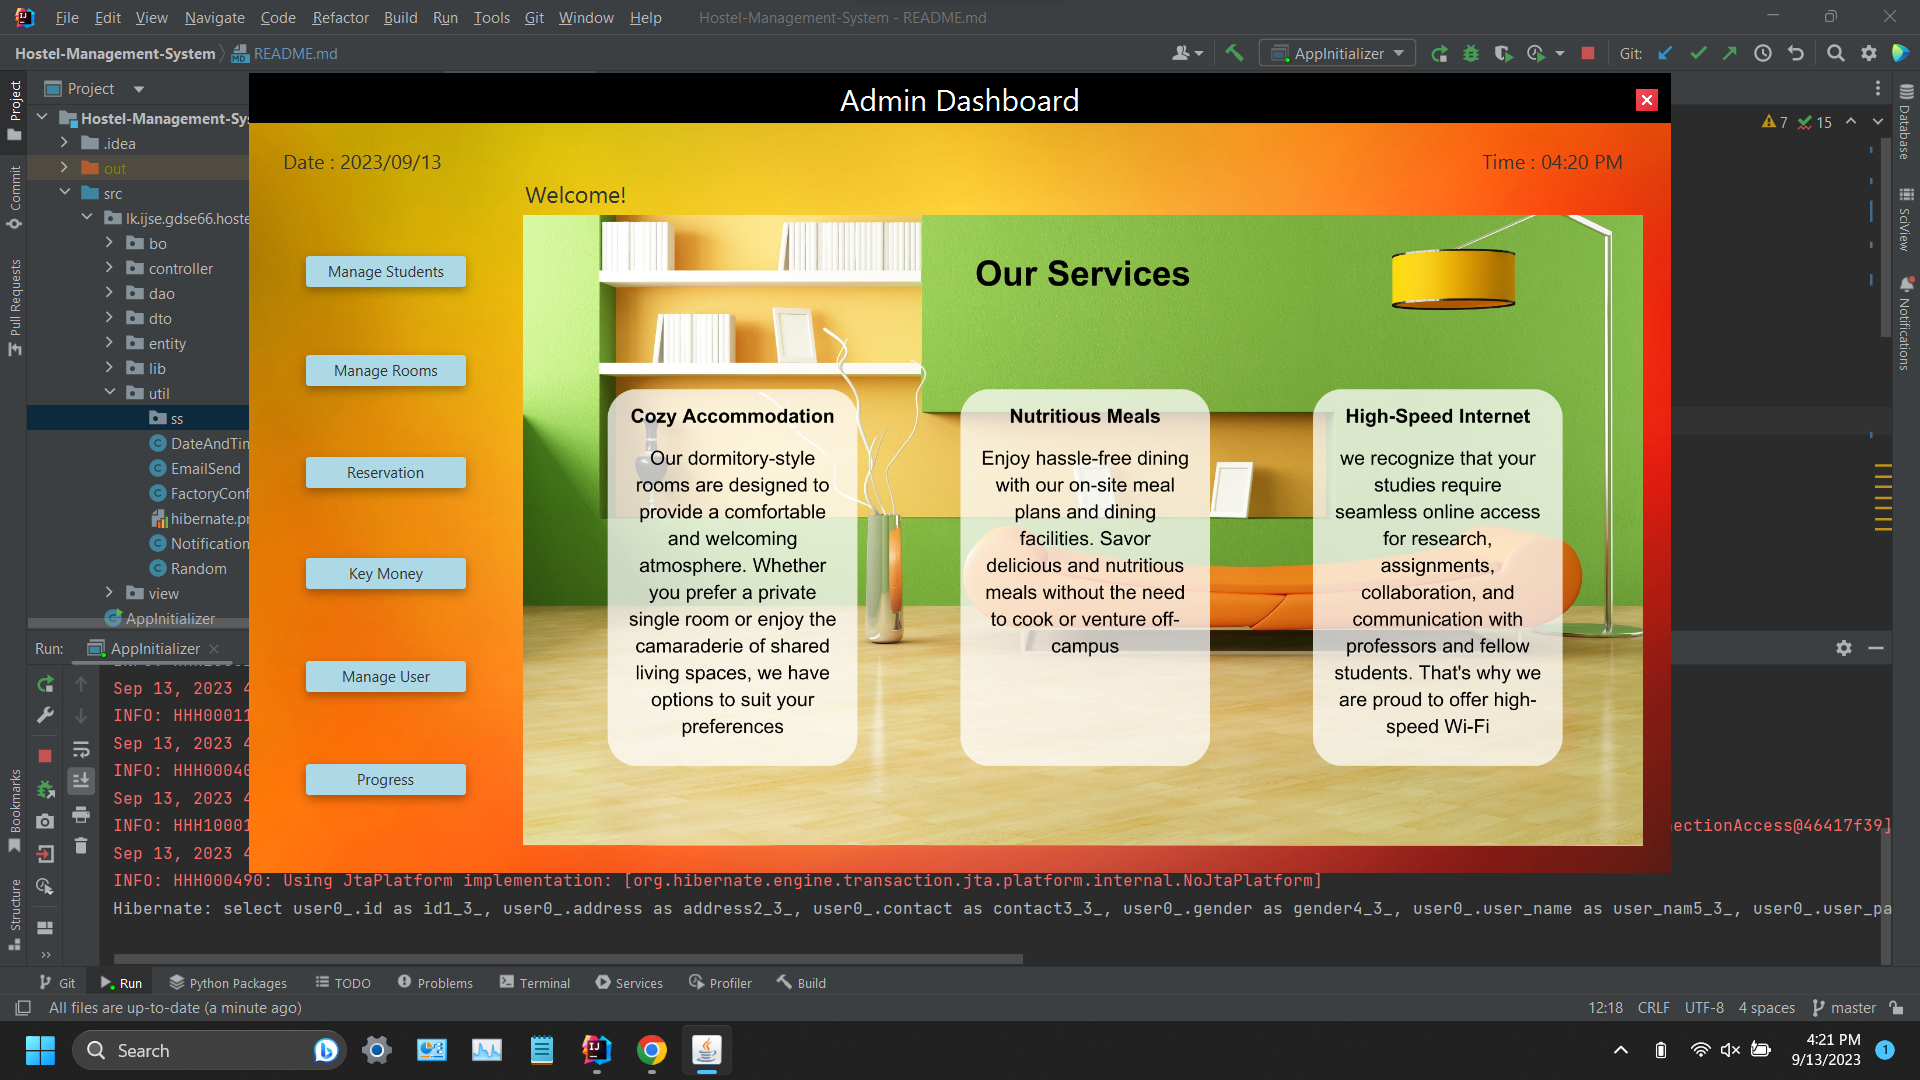 File Edit View Navigate Code Refactor Build Run Tools Git Window Help Hostel-Management-System - README.md
Hostel-Management-System README.md AppInitializer Git:
Project
Admin Dashboard
Hostel-Management-Sys
7 15
.idea
out
src
lk.ijse.gdse66.hoste
bo
controller
dao
dto
entity
lib
util
ss
DateAndTin
EmailSend
FactoryConf
hibernate.pr
Notification
Random
view
AppInitializer
Project
Commit
Pull Requests
Bookmarks
Structure
Database
SciView
Notifications
Date : 2023/09/13
Time : 04:20 PM
Welcome!
Manage Students
Manage Rooms
Reservation
Key Money
Manage User
Progress
Our Services
Cozy Accommodation
Our dormitory-style
rooms are designed to
provide a comfortable
and welcoming
atmosphere. Whether
you prefer a private
single room or enjoy the
camaraderie of shared
living spaces, we have
options to suit your
preferences
Nutritious Meals
Enjoy hassle-free dining
with our on-site meal
plans and dining
facilities. Savor
delicious and nutritious
meals without the need
to cook or venture off-
campus
High-Speed Internet
we recognize that your
studies require
seamless online access
for research,
assignments,
collaboration, and
communication with
professors and fellow
students. That's why we
are proud to offer high-
speed Wi-Fi
Run: AppInitializer
Sep 13, 2023 4
INFO: HHH00011
Sep 13, 2023 4
INFO: HHH00040
Sep 13, 2023 4
INFO: HHH10001 ectionAccess@46417f39]
Sep 13, 2023 4
INFO: HHH000490: Using JtaPlatform implementation: [org.hibernate.engine.transaction.jta.platform.internal.NoJtaPlatform]
Hibernate: select user0_.id as id1_3_, user0_.address as address2_3_, user0_.contact as contact3_3_, user0_.gender as gender4_3_, user0_.user_name as user_nam5_3_, user0_.user_pa
Git Run Python Packages TODO Problems Terminal Services Profiler Build
All files are up-to-date (a minute ago) 12:18 CRLF UTF-8 4 spaces master
Search
4:21 PM
9/13/2023
1